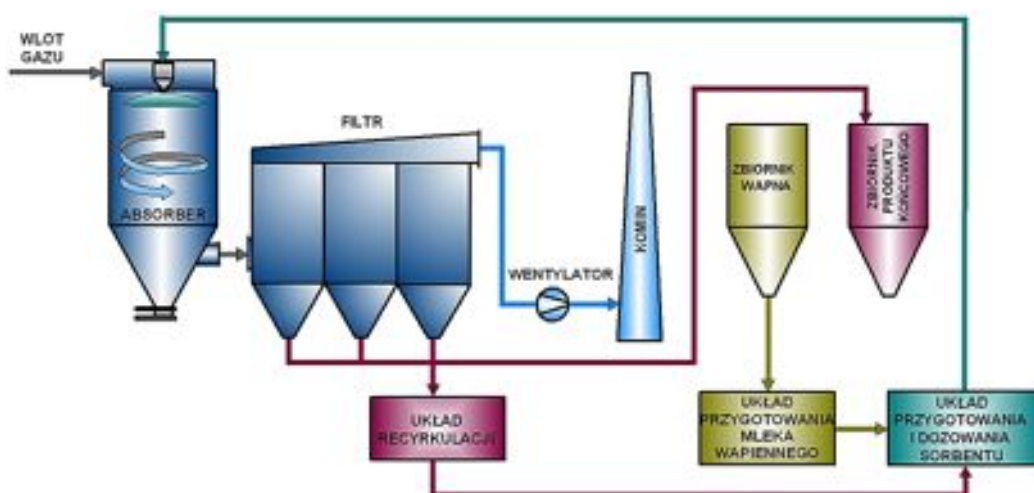 WLOT
GAZU
ABSORBER
FILTR
WENTYLATOR
KOMIN
ZBIORNIK
WAPNA
ZBIORNIK
PRODUKTU
KOŃCOWEGO
UKŁAD
RECYRKULACJI
UKŁAD
PRZYGOTOWANIA
MLEKA
WAPIENNEGO
UKŁAD
PRZYGOTOWANIA
I DOZOWANIA
SORBENTU